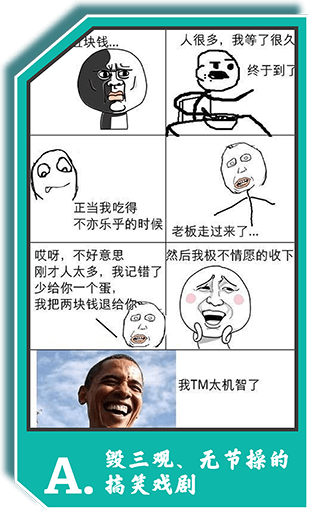 块钱...
人很多，我等了很久
终于到了
正当我吃得
不亦乐乎的时候
老板走过来了...
哎呀，不好意思
刚才人太多，我记错了
少给你一个蛋，
我把两块钱退给你
然后我极不情愿的收下
我TM太机智了
A.
毁三观、无节操的
搞笑戏剧